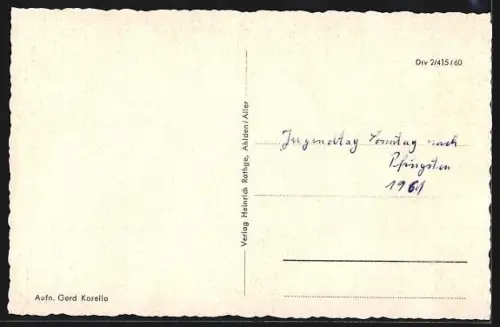 Div 2/415/60
Verlag Heinrich Rathge, Ahlden/Aller
Jugendtag Sonntag nach
Pfingsten
1961
Aufn. Gerd Korella